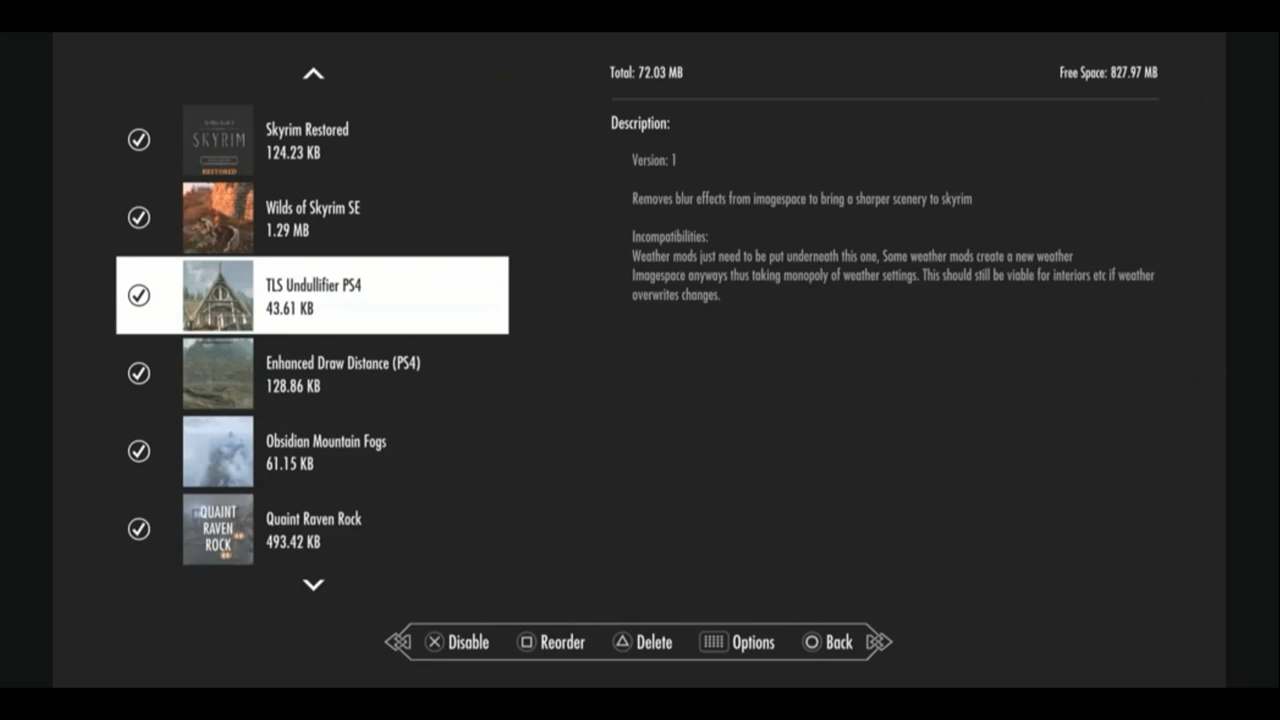 Total: 72.03 MB
Free Space: 827.97 MB
SKYRIM
RESTORED
Skyrim Restored
124.23 KB
Wilds of Skyrim SE
1.29 MB
TLS Undullifier PS4
43.61 KB
Enhanced Draw Distance (PS4)
128.86 KB
Obsidian Mountain Fogs
61.15 KB
QUAINT
RAVEN
ROCK
Quaint Raven Rock
493.42 KB
Description:
Version: 1
Removes blur effects from imagespace to bring a sharper scenery to skyrim
Incompatibilities:
Weather mods just need to be put underneath this one, Some weather mods create a new weather
Imagespace anyways thus taking monopoly of weather settings. This should still be viable for interiors etc if weather
overwrites changes.
Disable
Reorder
Delete
Options
Back